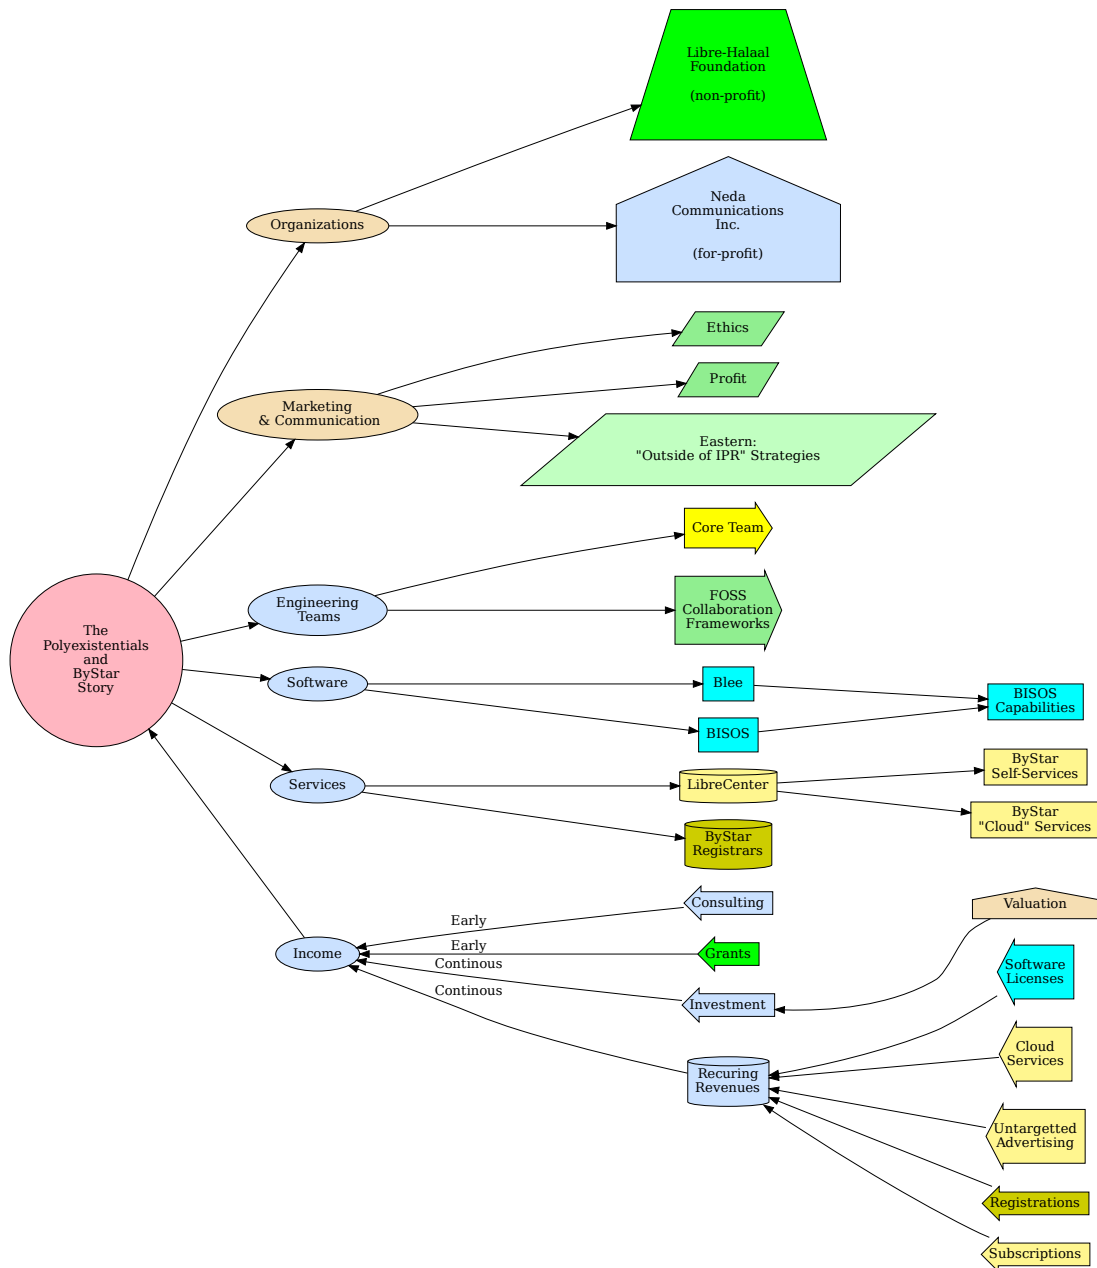 Libre-Halaal
Foundation
(non-profit)
Neda
Communications
Inc.
(for-profit)
Organizations
Ethics
Profit
Marketing
& Communication
Eastern:
"Outside of IPR" Strategies
Core Team
Engineering
Teams
FOSS
Collaboration
Frameworks
The
Polyexistentials
and
ByStar
Story
Software
Blee
BISOS
BISOS
Capabilities
Services
LibreCenter
ByStar
Self-Services
ByStar
"Cloud" Services
ByStar
Registrars
Consulting
Valuation
Early
Income
Early
Grants
Continous
Investment
Continous
Software
Licenses
Cloud
Services
Recuring
Revenues
Untargetted
Advertising
Registrations
Subscriptions